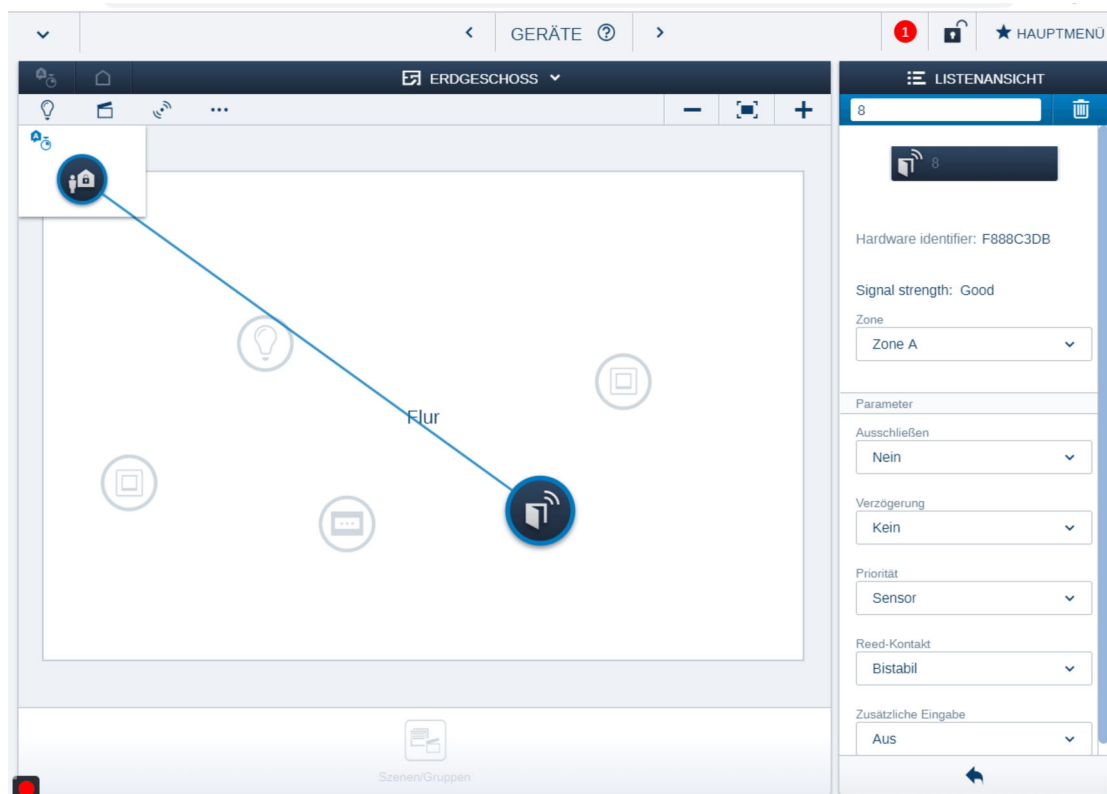 GERÄTE
1
HAUPTMENÜ
ERDGESCHOSS
LISTENANSICHT
8
8
Hardware identifier: F888C3DB
Signal strength: Good
Zone
Zone A
Flur
Parameter
Ausschließen
Nein
Verzögerung
Kein
Priorität
Sensor
Reed-Kontakt
Bistabil
Zusätzliche Eingabe
Aus
Szenen/Gruppen